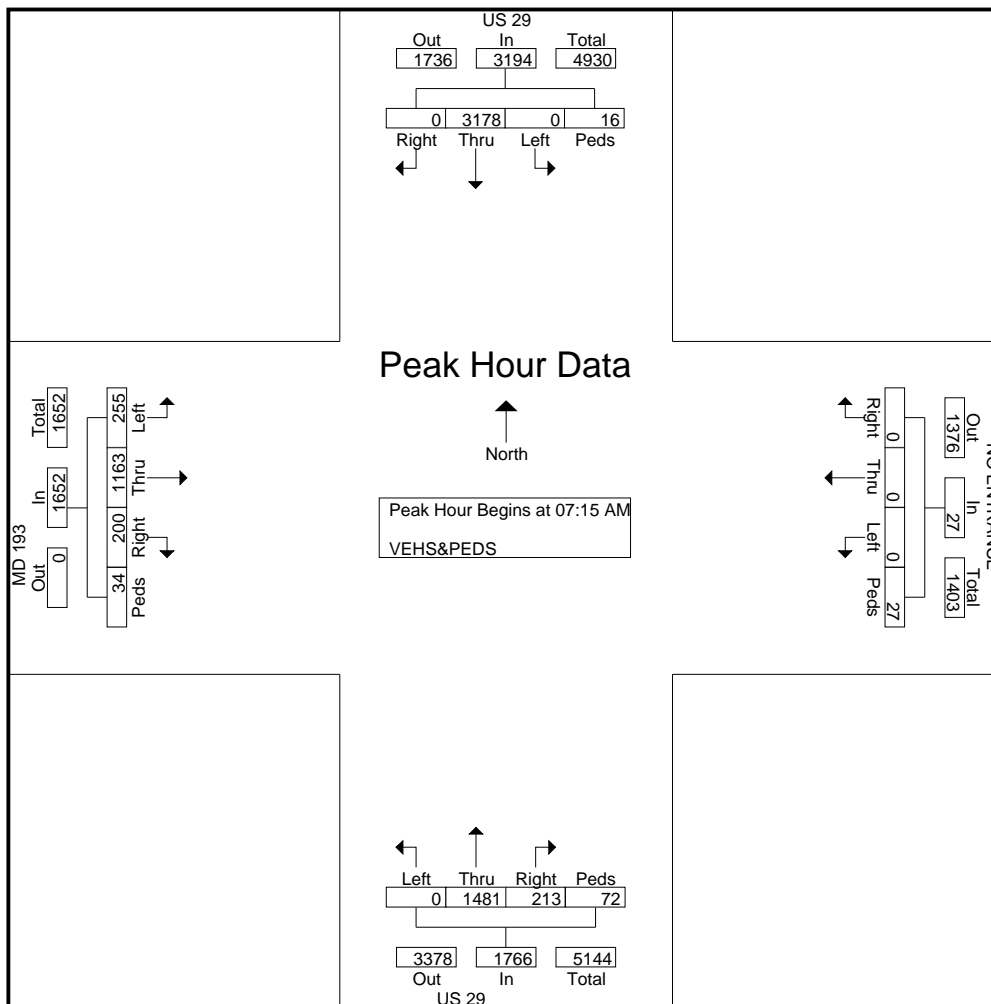 US 29
Out In Total
1736 3194 4930
0 3178 0 16
Right Thru Left Peds
Peak Hour Data
North
Peak Hour Begins at 07:15 AM
VEHS&PEDS
MD 193
Total In Out
1652 1652 0
255 1163 200 34
Left Thru Right Peds
Right Thru Left Peds
0 0 0 27
Out In Total
1376 27 1403
ENTRANCE
Left Thru Right Peds
0 1481 213 72
3378 1766 5144
Out In Total
US 29